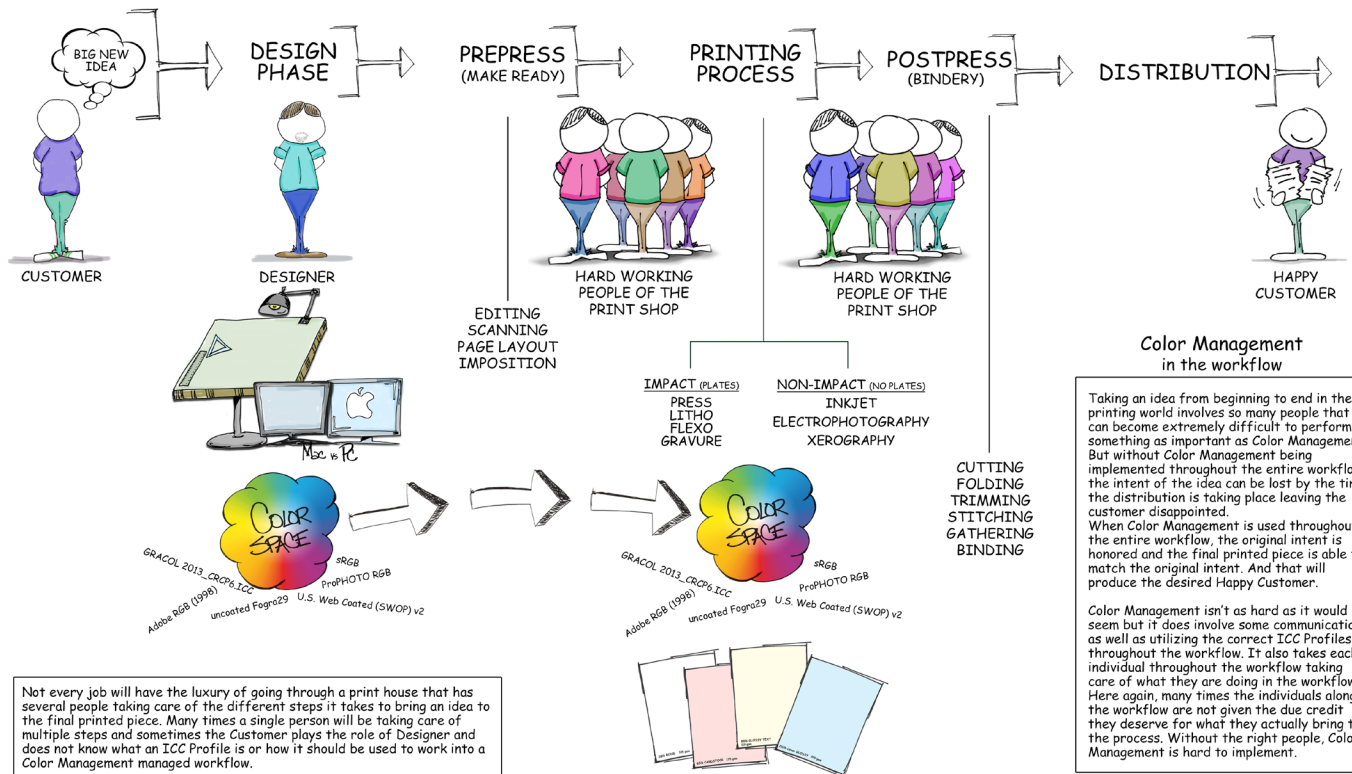 BIG NEW
IDEA
CUSTOMER
DESIGN
PHASE
DESIGNER
Mac vs PC
PREPRESS
(MAKE READY)
EDITING
SCANNING
PAGE LAYOUT
IMPOSITION
HARD WORKING
PEOPLE OF THE
PRINT SHOP
PRINTING
PROCESS
IMPACT (PLATES)
PRESS
LITHO
FLEXO
GRAVURE
NON-IMPACT (NO PLATES)
INKJET
ELECTROPHOTOGRAPHY
XEROGRAPHY
HARD WORKING
PEOPLE OF THE
PRINT SHOP
POSTPRESS
(BINDERY)
CUTTING
FOLDING
TRIMMING
STITCHING
GATHERING
BINDING
DISTRIBUTION
HAPPY
CUSTOMER
COLOR
SPACE
GRACOL 2013_CRCP6.ICC
Adobe RGB (1998)
uncoated Fogra29
U.S. Web Coated (SWOP) v2
ProPHOTO RGB
sRGB
COLOR
SPACE
GRACOL 2013_CRCP6.ICC
Adobe RGB (1998)
uncoated Fogra29
U.S. Web Coated (SWOP) v2
ProPHOTO RGB
sRGB
Not every job will have the luxury of going through a print house that has
several people taking care of the different steps it takes to bring an idea to
the final printed piece. Many times a single person will be taking care of
multiple steps and sometimes the Customer plays the role of Designer and
does not know what an ICC Profile is or how it should be used to work into a
Color Management managed workflow.
Color Management
in the workflow
Taking an idea from beginning to end in the
printing world involves so many people that
can become extremely difficult to perform
something as important as Color Managemen
But without Color Management being
implemented throughout the entire workflo
the intent of the idea can be lost by the tin
the distribution is taking place leaving the
customer disappointed.
When Color Management is used throughou
the entire workflow, the original intent is
honored and the final printed piece is able
match the original intent. And that will
produce the desired Happy Customer.
Color Management isn't as hard as it would
seem but it does involve some communicatio
as well as utilizing the correct ICC Profiles
throughout the workflow. It also takes each
individual throughout the workflow taking
care of what they are doing in the workflow
Here again, many times the individuals along
the workflow are not given the due credit
they deserve for what they actually bring t
the process. Without the right people, Colo
Management is hard to implement.